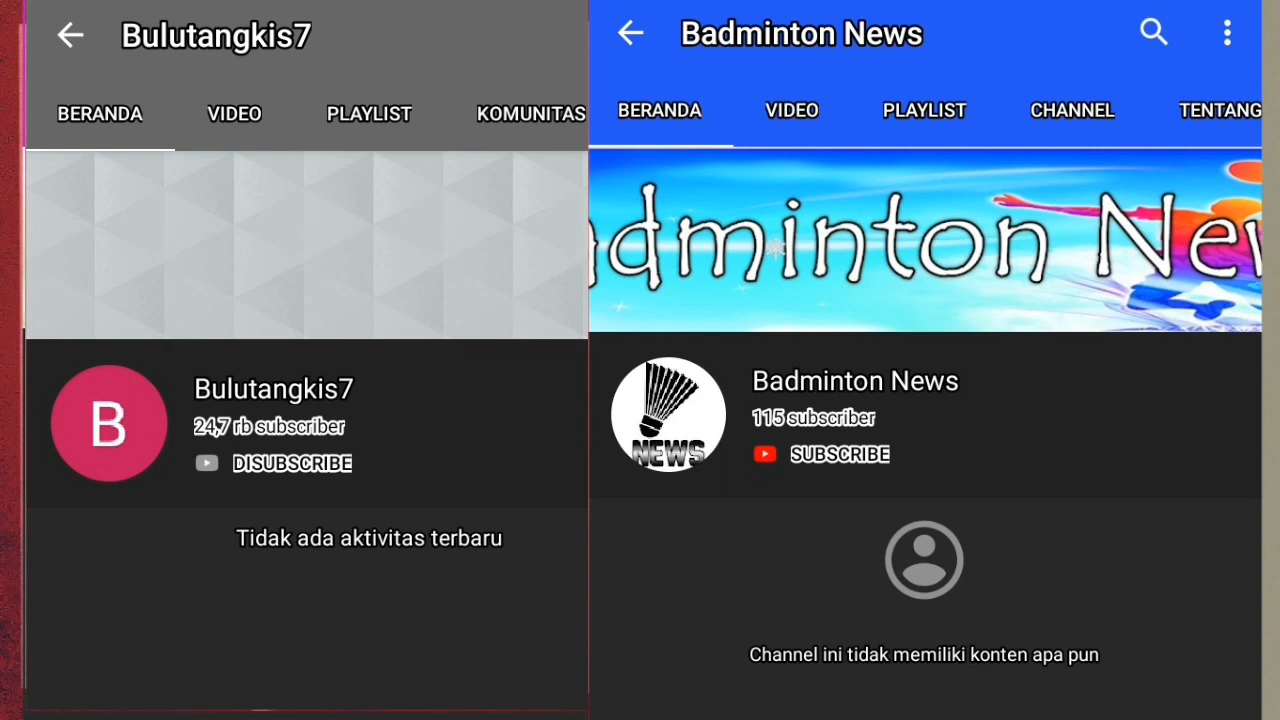 Bulutangkis7
BERANDA VIDEO PLAYLIST KOMUNITAS
B
Bulutangkis7
24,7 rb subscriber
DISUBSCRIBE
Tidak ada aktivitas terbaru
Badminton News
BERANDA VIDEO PLAYLIST CHANNEL TENTANG
adminton New
NEWS
Badminton News
115 subscriber
SUBSCRIBE
Channel ini tidak memiliki konten apa pun